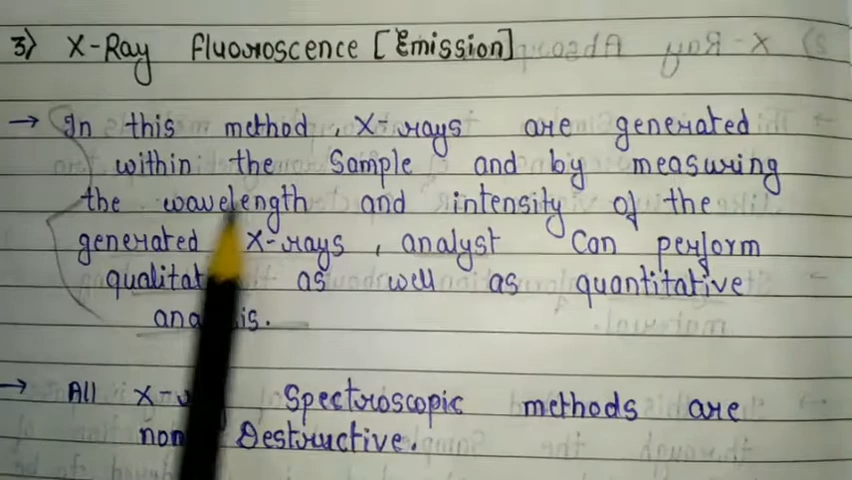 3) X-Ray Fluoroscence [Emission]
→ In this method, X-rays are generated
within the Sample and by measuring
the wavelength and intensity of the
generated X-rays, analyst Can perform
as well as quantitative
→ All Spectroscopic methods are
Destructive.